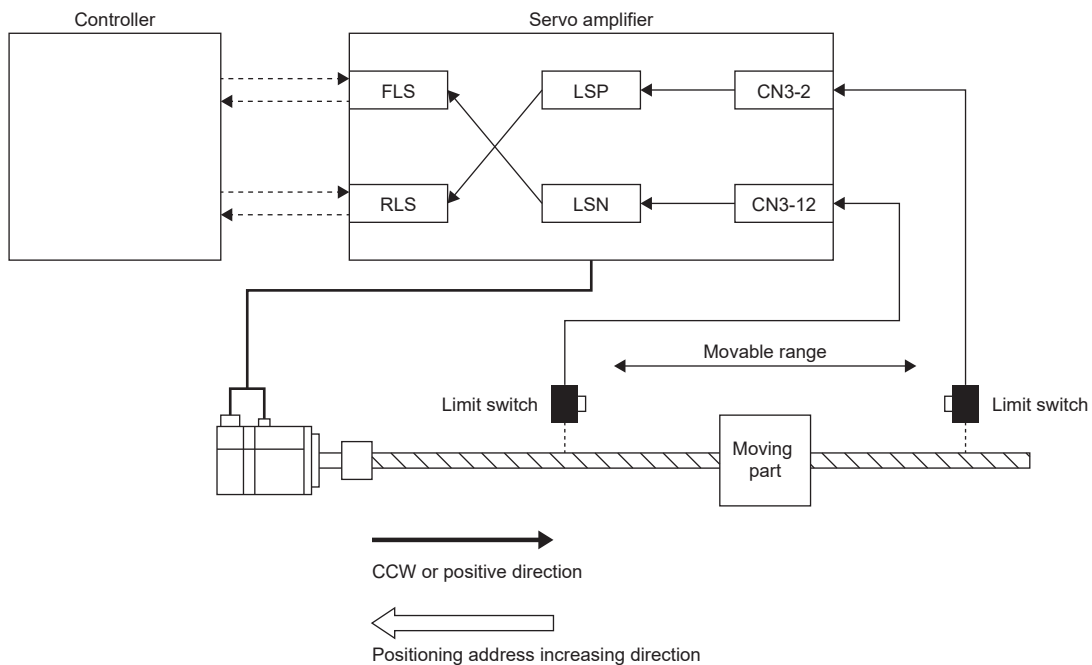 Controller
Servo amplifier
FLS
LSP
CN3-2
RLS
LSN
CN3-12
Movable range
Limit switch
Limit switch
Moving
part
CCW or positive direction
Positioning address increasing direction